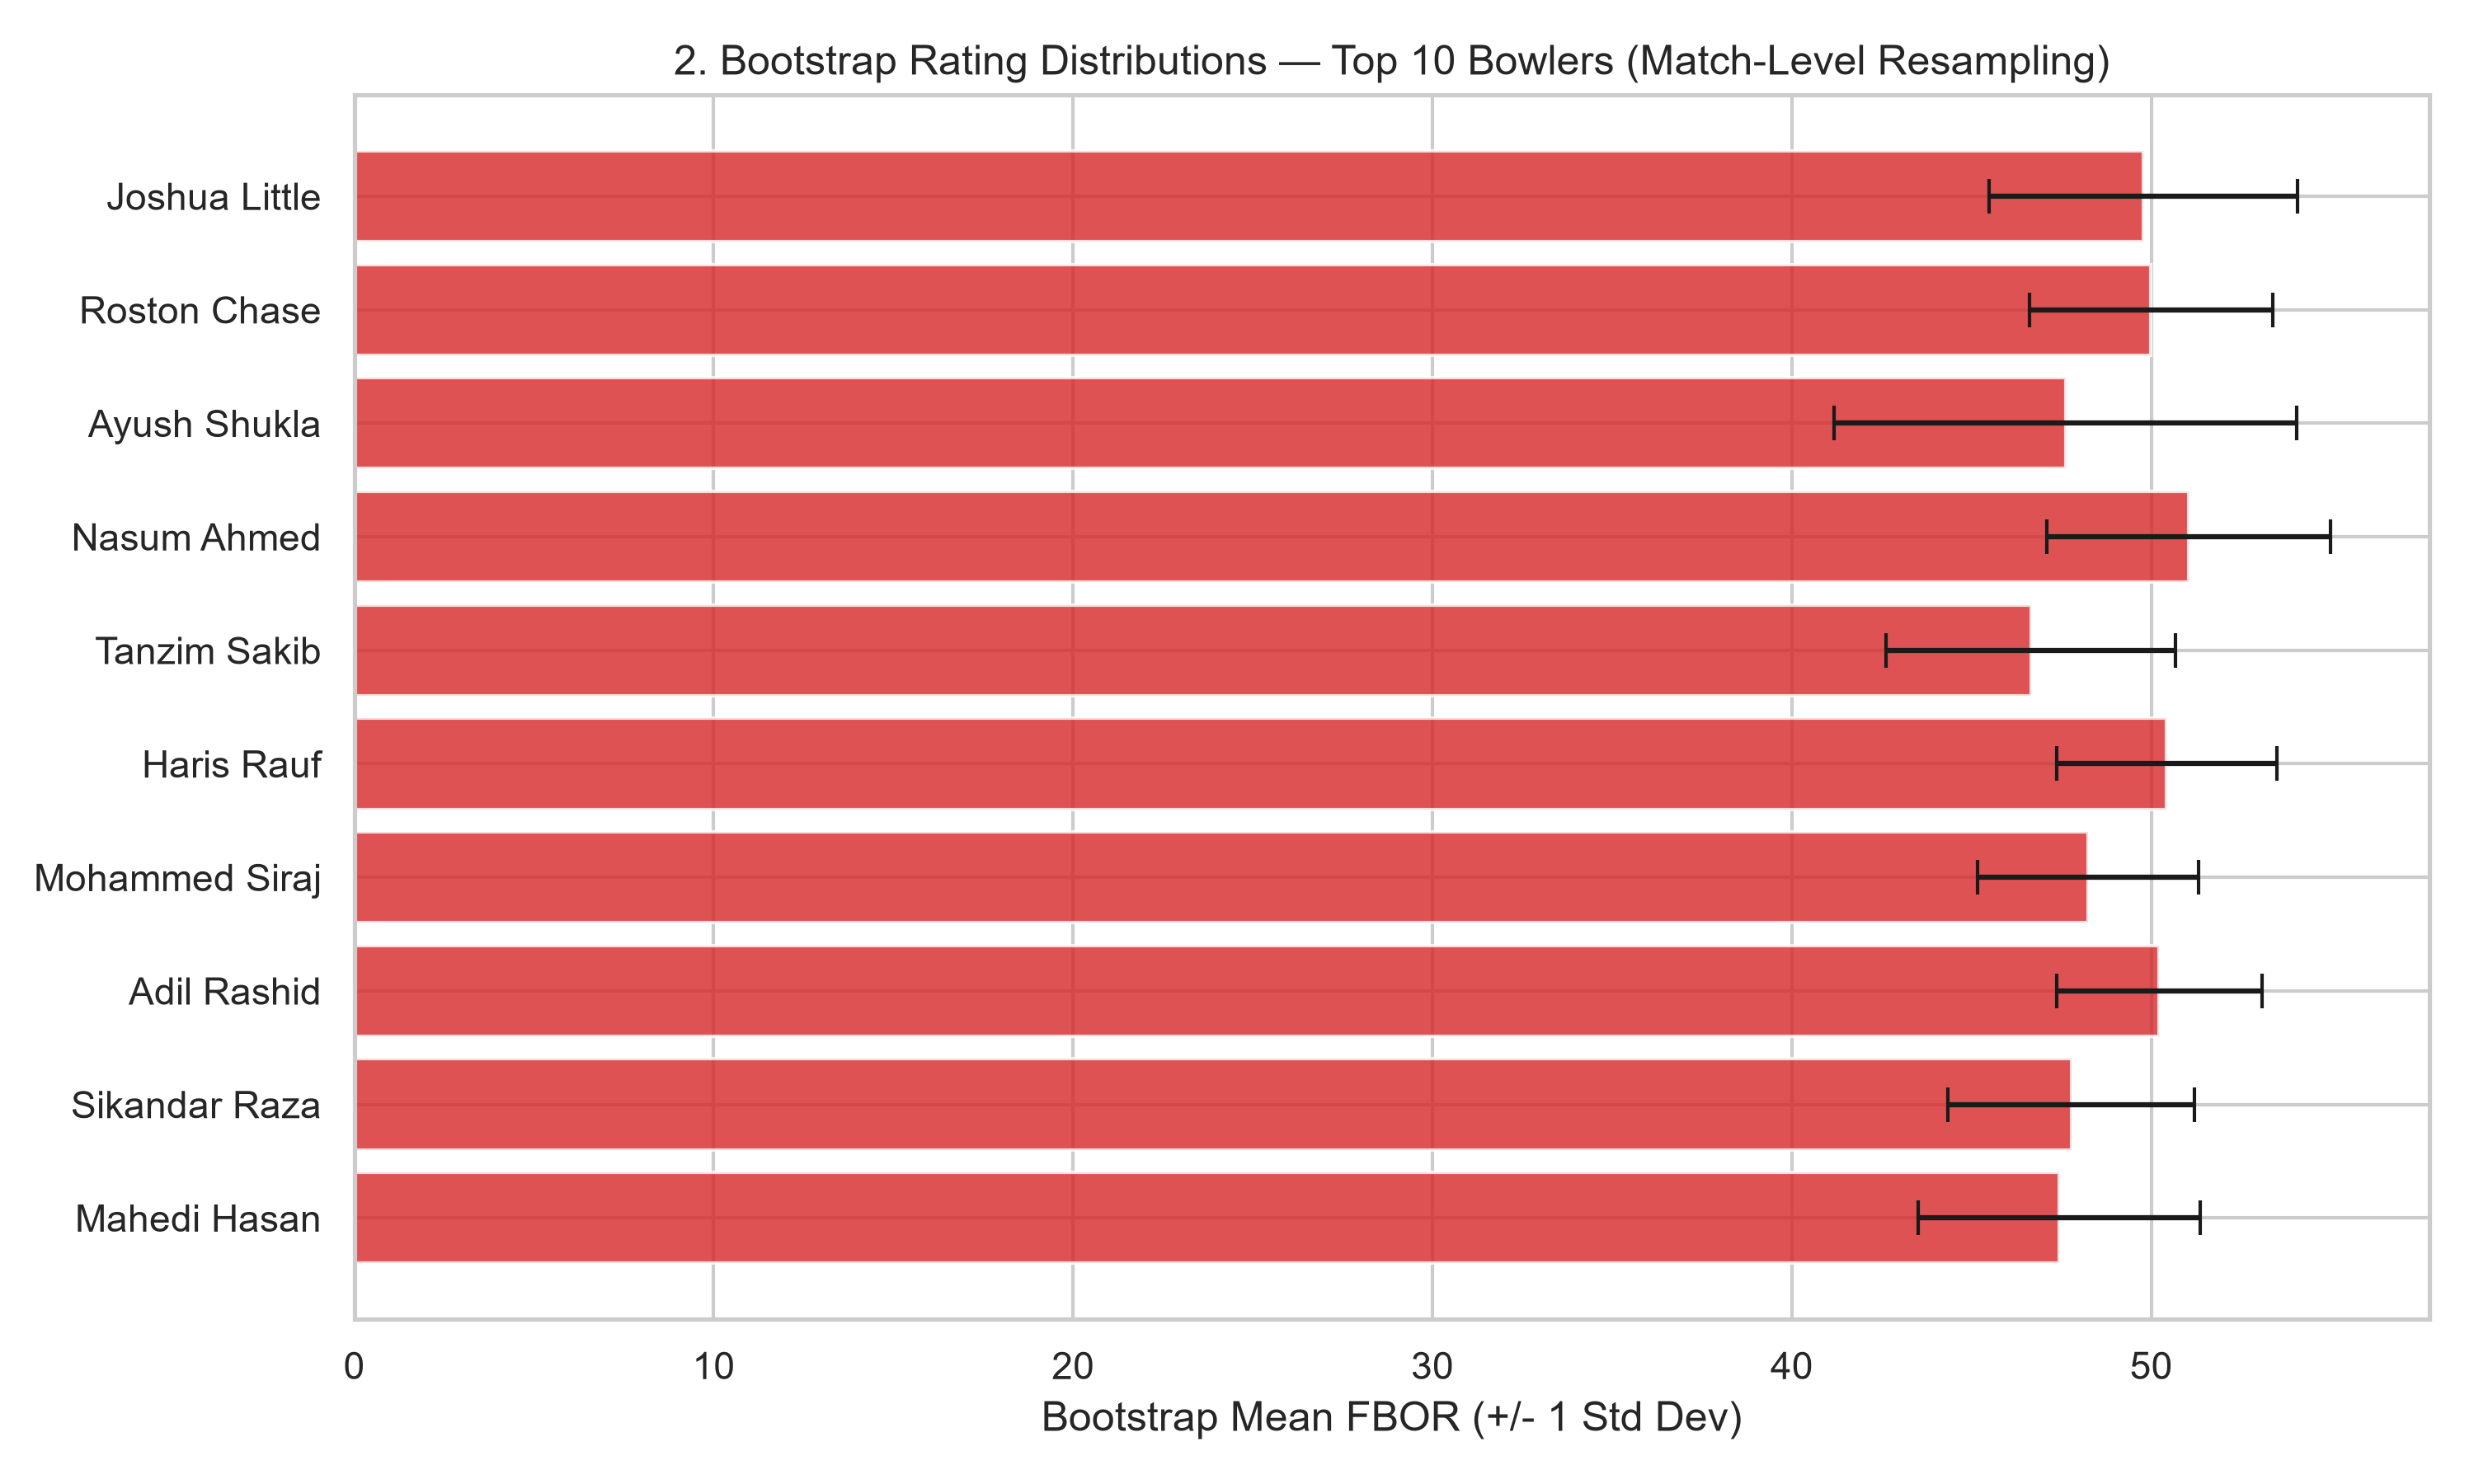 2. Bootstrap Rating Distributions — Top 10 Bowlers (Match-Level Resampling)
Joshua Little
Roston Chase
Ayush Shukla
Nasum Ahmed
Tanzim Sakib
Haris Rauf
Mohammed Siraj
Adil Rashid
Sikandar Raza
Mahedi Hasan
0 10 20 30 40 50
Bootstrap Mean FBOR (+/- 1 Std Dev)